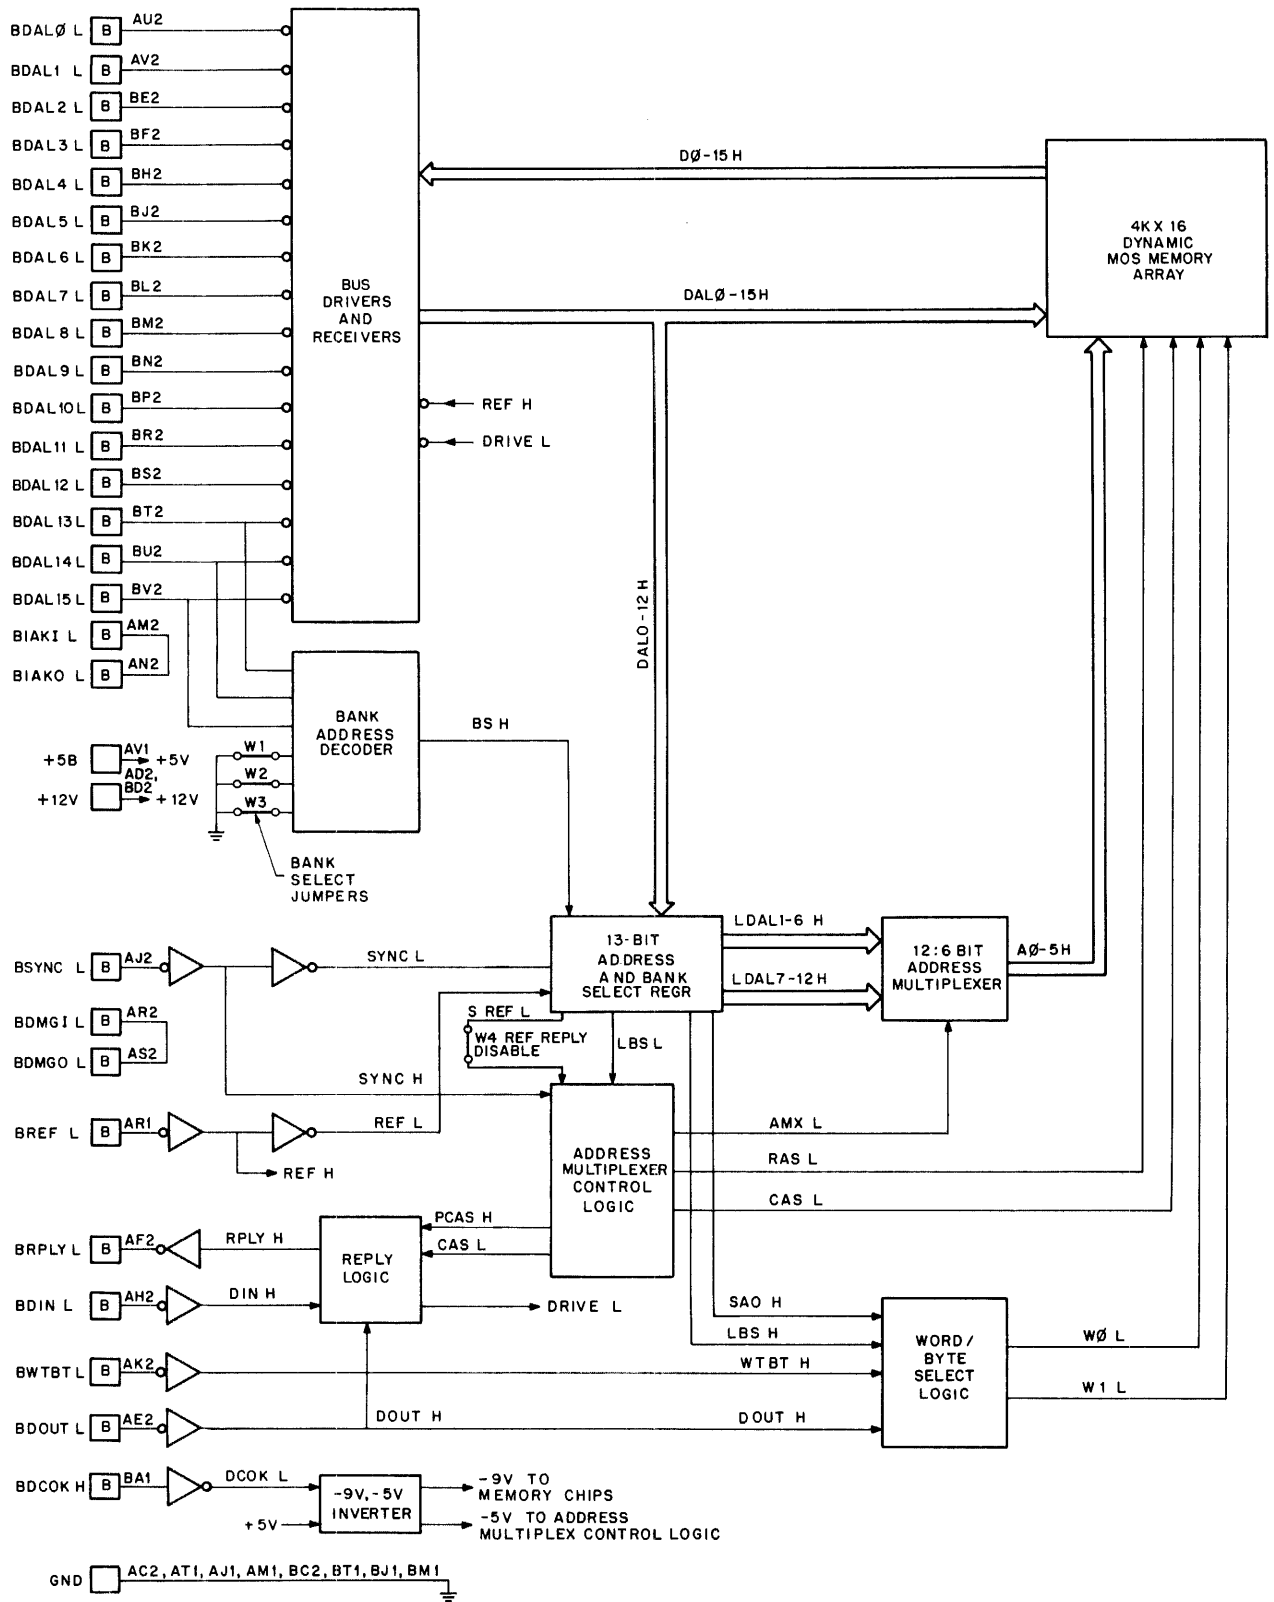 BDALØ L B AU2
BDAL1 L B AV2
BDAL2 L B BE2
BDAL3 L B BF2
BDAL4 L B BH2
BDAL5 L B BJ2
BDAL6 L B BK2
BDAL7 L B BL2
BDAL8 L B BM2
BDAL9 L B BN2
BDAL10 L B BP2
BDAL11 L B BR2
BDAL12 L B BS2
BDAL13 L B BT2
BDAL14 L B BU2
BDAL15 L B BV2
BIAKI L B AM2
BIAKO L B AN2
BUS
DRIVERS
AND
RECEIVERS
DØ-15 H
DALØ-15H
REF H
DRIVE L
4K X 16
DYNAMIC
MOS MEMORY
ARRAY
DALO-12 H
+5B AV1 +5V
+12V AD2,
BD2 +12V
BANK
ADDRESS
DECODER
W1
W2
W3
BANK
SELECT
JUMPERS
BS H
BSYNC L B AJ2
SYNC L
BDMGI L B AR2
BDMGO L B AS2
SYNC H
BREF L B AR1
REF L
REF H
13-BIT
ADDRESS
AND BANK
SELECT REGR
LDAL1-6 H
LDAL7-12H
12:6 BIT
ADDRESS
MULTIPLEXER
AØ-5H
S REF L
W4 REF REPLY
DISABLE
LBS L
ADDRESS
MULTIPLEXER
CONTROL
LOGIC
AMX L
RAS L
CAS L
PCAS H
CAS L
BRPLY L B AF2
RPLY H
REPLY
LOGIC
BDIN L B AH2
DIN H
DRIVE L
BWTBT L B AK2
WTBT H
BDOUT L B AE2
DOUT H
DOUT H
SAO H
LBS H
WORD/
BYTE
SELECT
LOGIC
WØ L
W1 L
BDCOK H B BA1
DCOK L
+5V
-9V, -5V
INVERTER
-9V TO
MEMORY CHIPS
-5V TO ADDRESS
MULTIPLEX CONTROL LOGIC
GND AC2, AT1, AJ1, AM1, BC2, BT1, BJ1, BM1